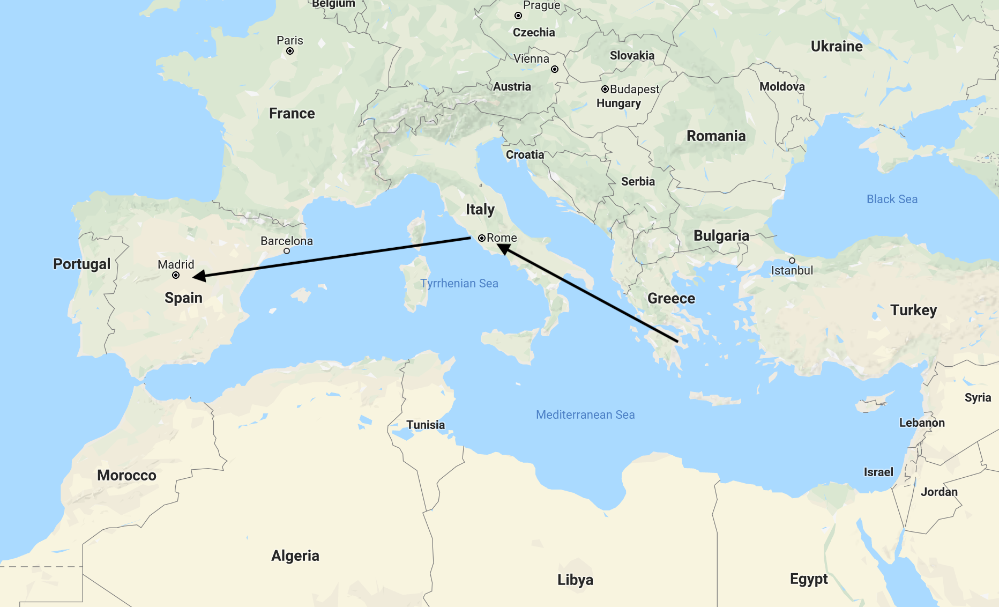 Belgium
Prague
Czechia
Paris
Ukraine
Slovakia
Vienna
Austria
Moldova
Budapest
Hungary
France
Romania
Croatia
Serbia
Black Sea
Italy
Bulgaria
Rome
Barcelona
Portugal
Madrid
Istanbul
Tyrrhenian Sea
Spain
Greece
Turkey
Syria
Mediterranean Sea
Lebanon
Tunisia
Israel
Morocco
Jordan
Algeria
Libya
Egypt